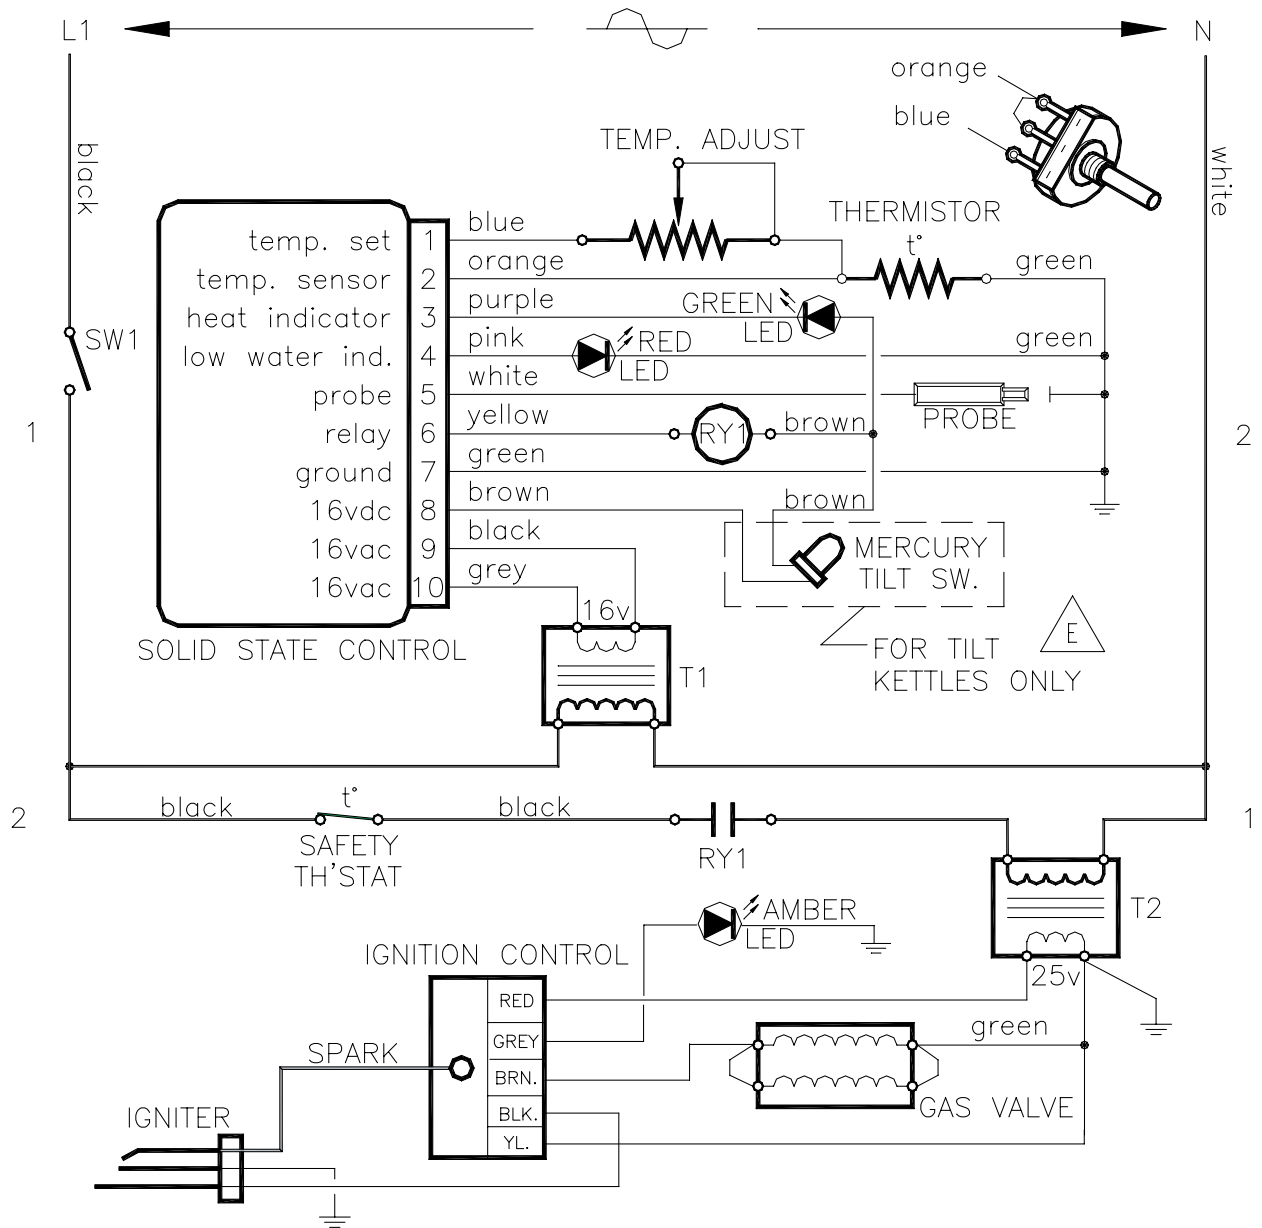 L1
N
orange
blue
black
white
TEMP. ADJUST
THERMISTOR
t°
temp. set 1 blue
temp. sensor 2 orange
green
heat indicator 3 purple
GREEN
LED
low water ind. 4 pink
RED
LED
green
probe 5 white
PROBE
relay 6 yellow
RY1
brown
ground 7 green
16vdc 8 brown
brown
16vac 9 black
16vac 10 grey
SW1
1
2
MERCURY
TILT SW.
16v
SOLID STATE CONTROL
T1
FOR TILT
KETTLES ONLY
E
2
black
t°
SAFETY
TH'STAT
black
RY1
1
T2
25v
AMBER
LED
IGNITION CONTROL
RED
GREY
BRN.
BLK.
YL.
green
GAS VALVE
SPARK
IGNITER